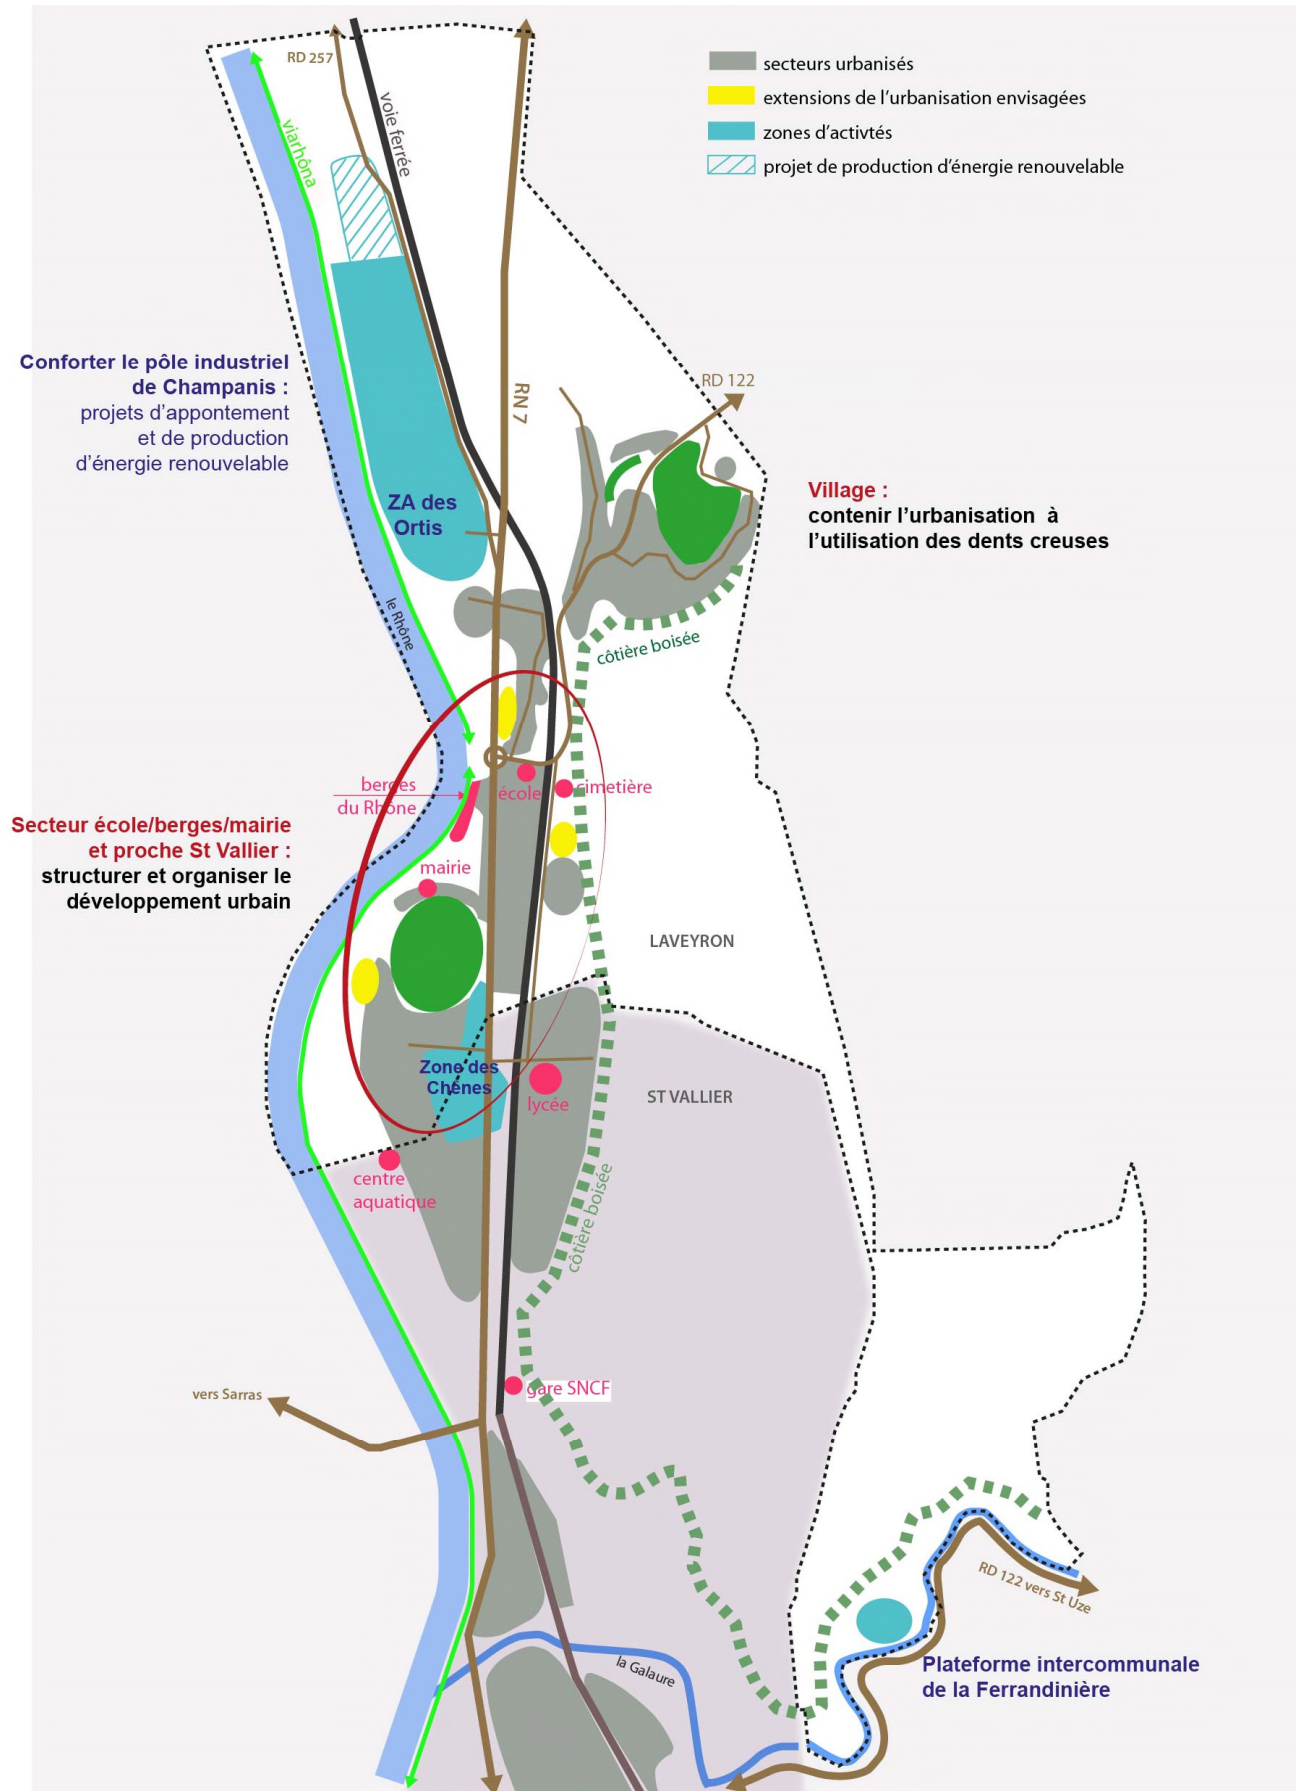 RD 257
voie ferrée
viarhôna
secteurs urbanisés
extensions de l'urbanisation envisagées
zones d'activtés
projet de production d'énergie renouvelable
Conforter le pôle industriel
de Champanis :
projets d'appontement
et de production
d'énergie renouvelable
RN 7
RD 122
ZA des
Ortis
Village :
contenir l'urbanisation à
l'utilisation des dents creuses
le Rhône
côtière boisée
berges
du Rhône
école
cimetière
Secteur école/berges/mairie
et proche St Vallier :
structurer et organiser le
développement urbain
mairie
LAVEYRON
Zone des
Chênes
lycée
ST VALLIER
centre
aquatique
côtière boisée
gare SNCF
vers Sarras
RD 122 vers St Uze
la Galaure
Plateforme intercommunale
de la Ferrandinière